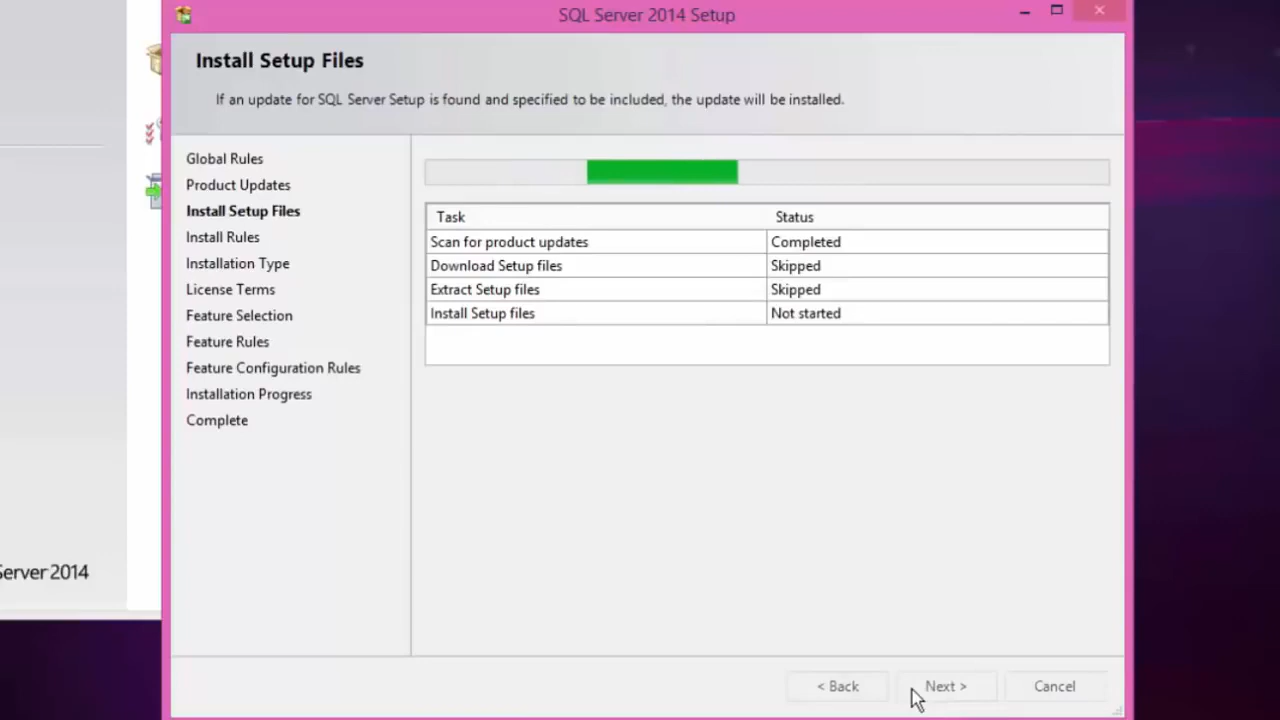 SQL Server 2014 Setup
Install Setup Files
If an update for SQL Server Setup is found and specified to be included, the update will be installed.
Global Rules
Product Updates
Install Setup Files
Install Rules
Installation Type
License Terms
Feature Selection
Feature Rules
Feature Configuration Rules
Installation Progress
Complete
Task Status
Scan for product updates Completed
Download Setup files Skipped
Extract Setup files Skipped
Install Setup files Not started
Server 2014
< Back Next > Cancel